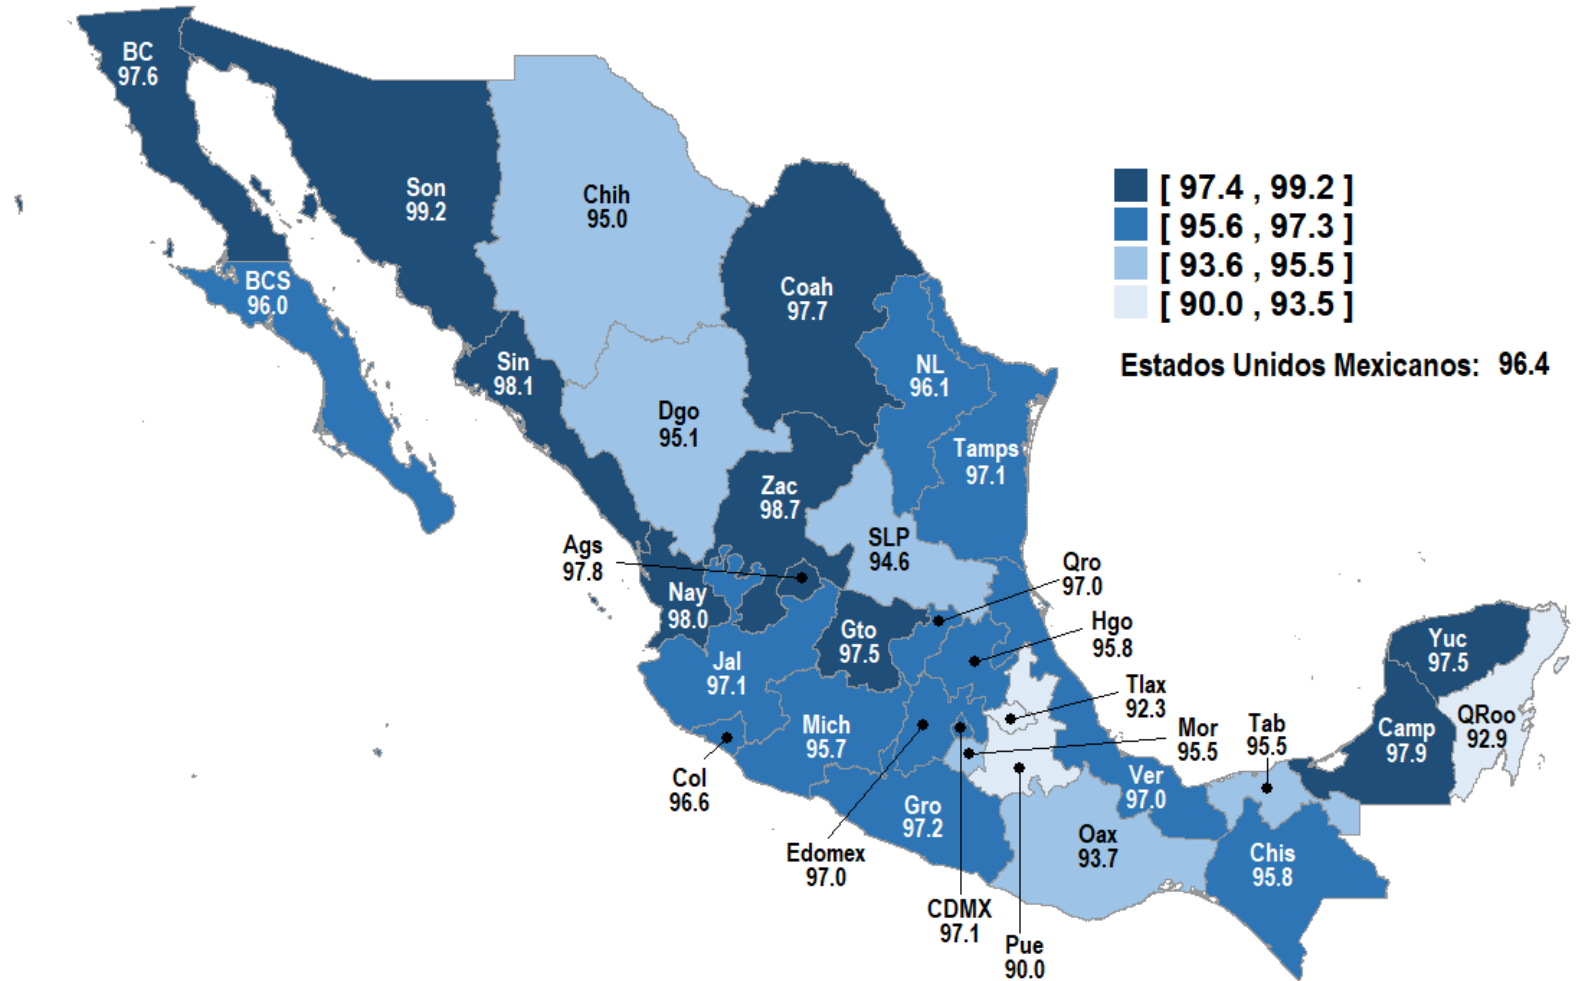 BC
97.6
Son
99.2
Chih
95.0
[ 97.4 , 99.2 ]
[ 95.6 , 97.3 ]
[ 93.6 , 95.5 ]
[ 90.0 , 93.5 ]
Estados Unidos Mexicanos: 96.4
BCS
96.0
Coah
97.7
Sin
98.1
NL
96.1
Dgo
95.1
Tamps
97.1
Zac
98.7
SLP
94.6
Ags
97.8
Qro
97.0
Nay
98.0
Gto
97.5
Hgo
95.8
Yuc
97.5
Jal
97.1
Tlax
92.3
Mich
95.7
Mor
95.5
Tab
95.5
Camp
97.9
QRoo
92.9
Col
96.6
Ver
97.0
Gro
97.2
Oax
93.7
Chis
95.8
Edomex
97.0
CDMX
97.1
Pue
90.0